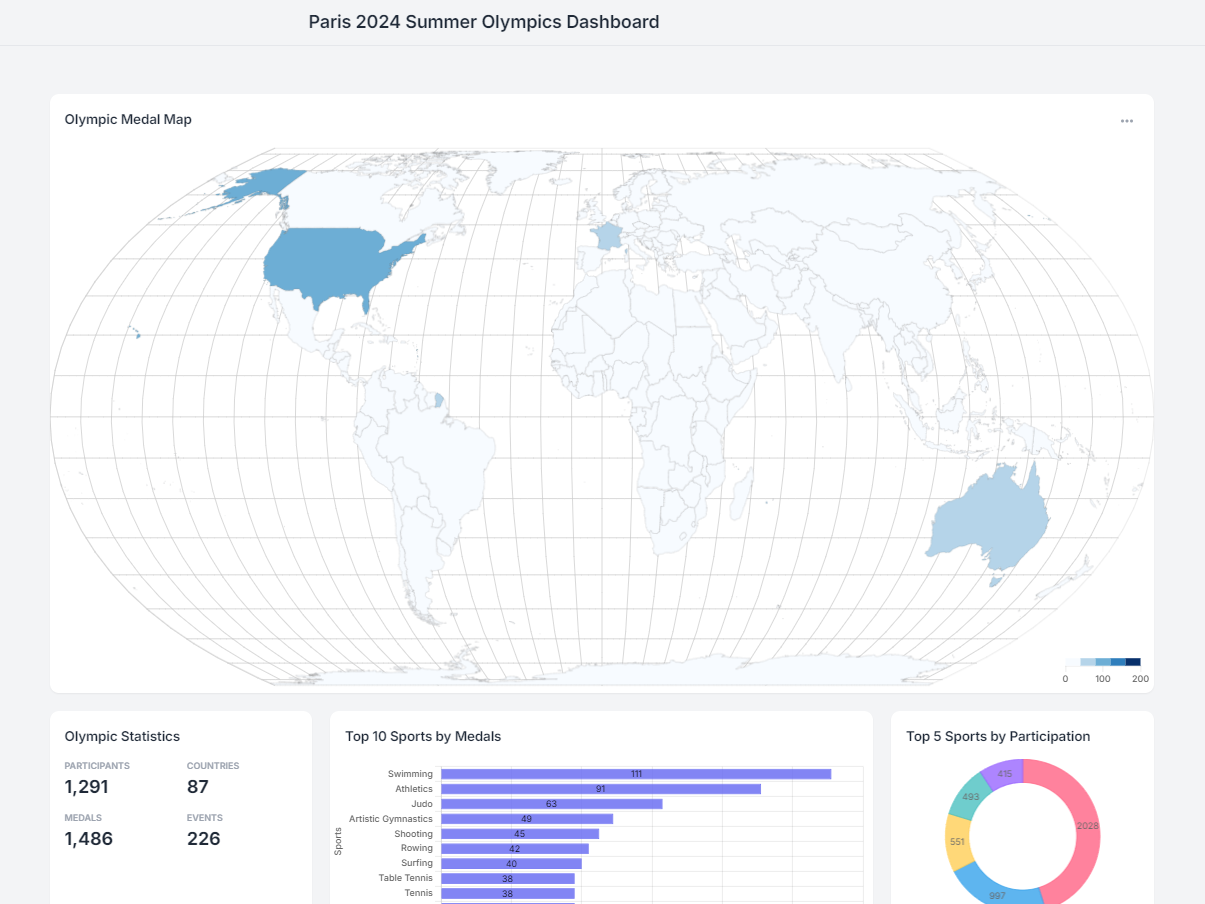 Paris 2024 Summer Olympics Dashboard
Olympic Medal Map
0 100 200
Olympic Statistics
PARTICIPANTS COUNTRIES
1,291 87
MEDALS EVENTS
1,486 226
Top 10 Sports by Medals
Sports
Swimming 111
Athletics 91
Judo 63
Artistic Gymnastics 49
Shooting 45
Rowing 42
Surfing 40
Table Tennis 38
Tennis 38
Top 5 Sports by Participation
415
493
2028
551
997